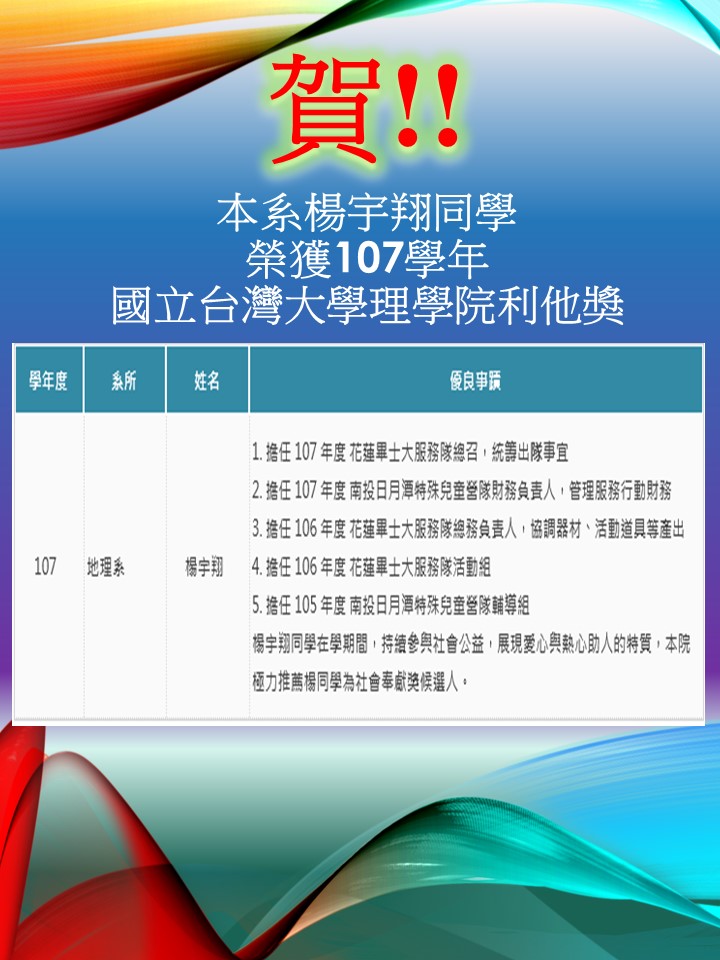 賀!!
本系楊宇翔同學
榮獲107學年
國立台灣大學理學院利他獎
學年度 系所 姓名 優良事蹟
1. 擔任 107 年度 花蓮畢士大服務隊總召，統籌出隊事宜
2. 擔任 107 年度 南投日月潭特殊兒童營隊財務負責人，管理服務行動財務
3. 擔任 106 年度 花蓮畢士大服務隊總務負責人，協調器材、活動道具等產出
107 地理系 楊宇翔 4. 擔任 106 年度 花蓮畢士大服務隊活動組
5. 擔任 105 年度 南投日月潭特殊兒童營隊輔導組
楊宇翔同學在學期間，持續參與社會公益，展現愛心與熱心助人的特質，本院
極力推薦楊同學為社會奉獻獎候選人。